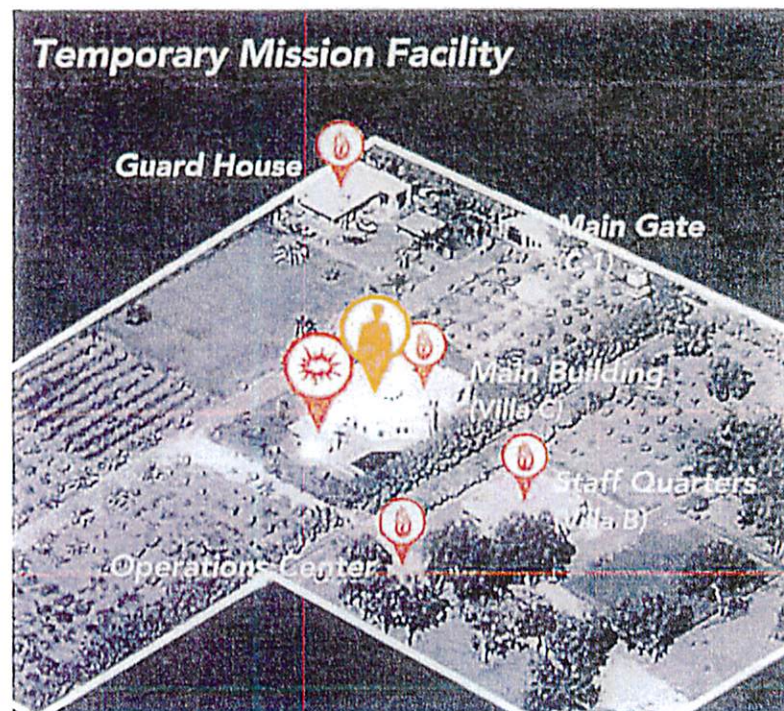 Temporary Mission Facility
Guard House
Main Gate
(C-1)
Main Building
(Villa C)
Staff Quarters
(Villa B)
Operations Center